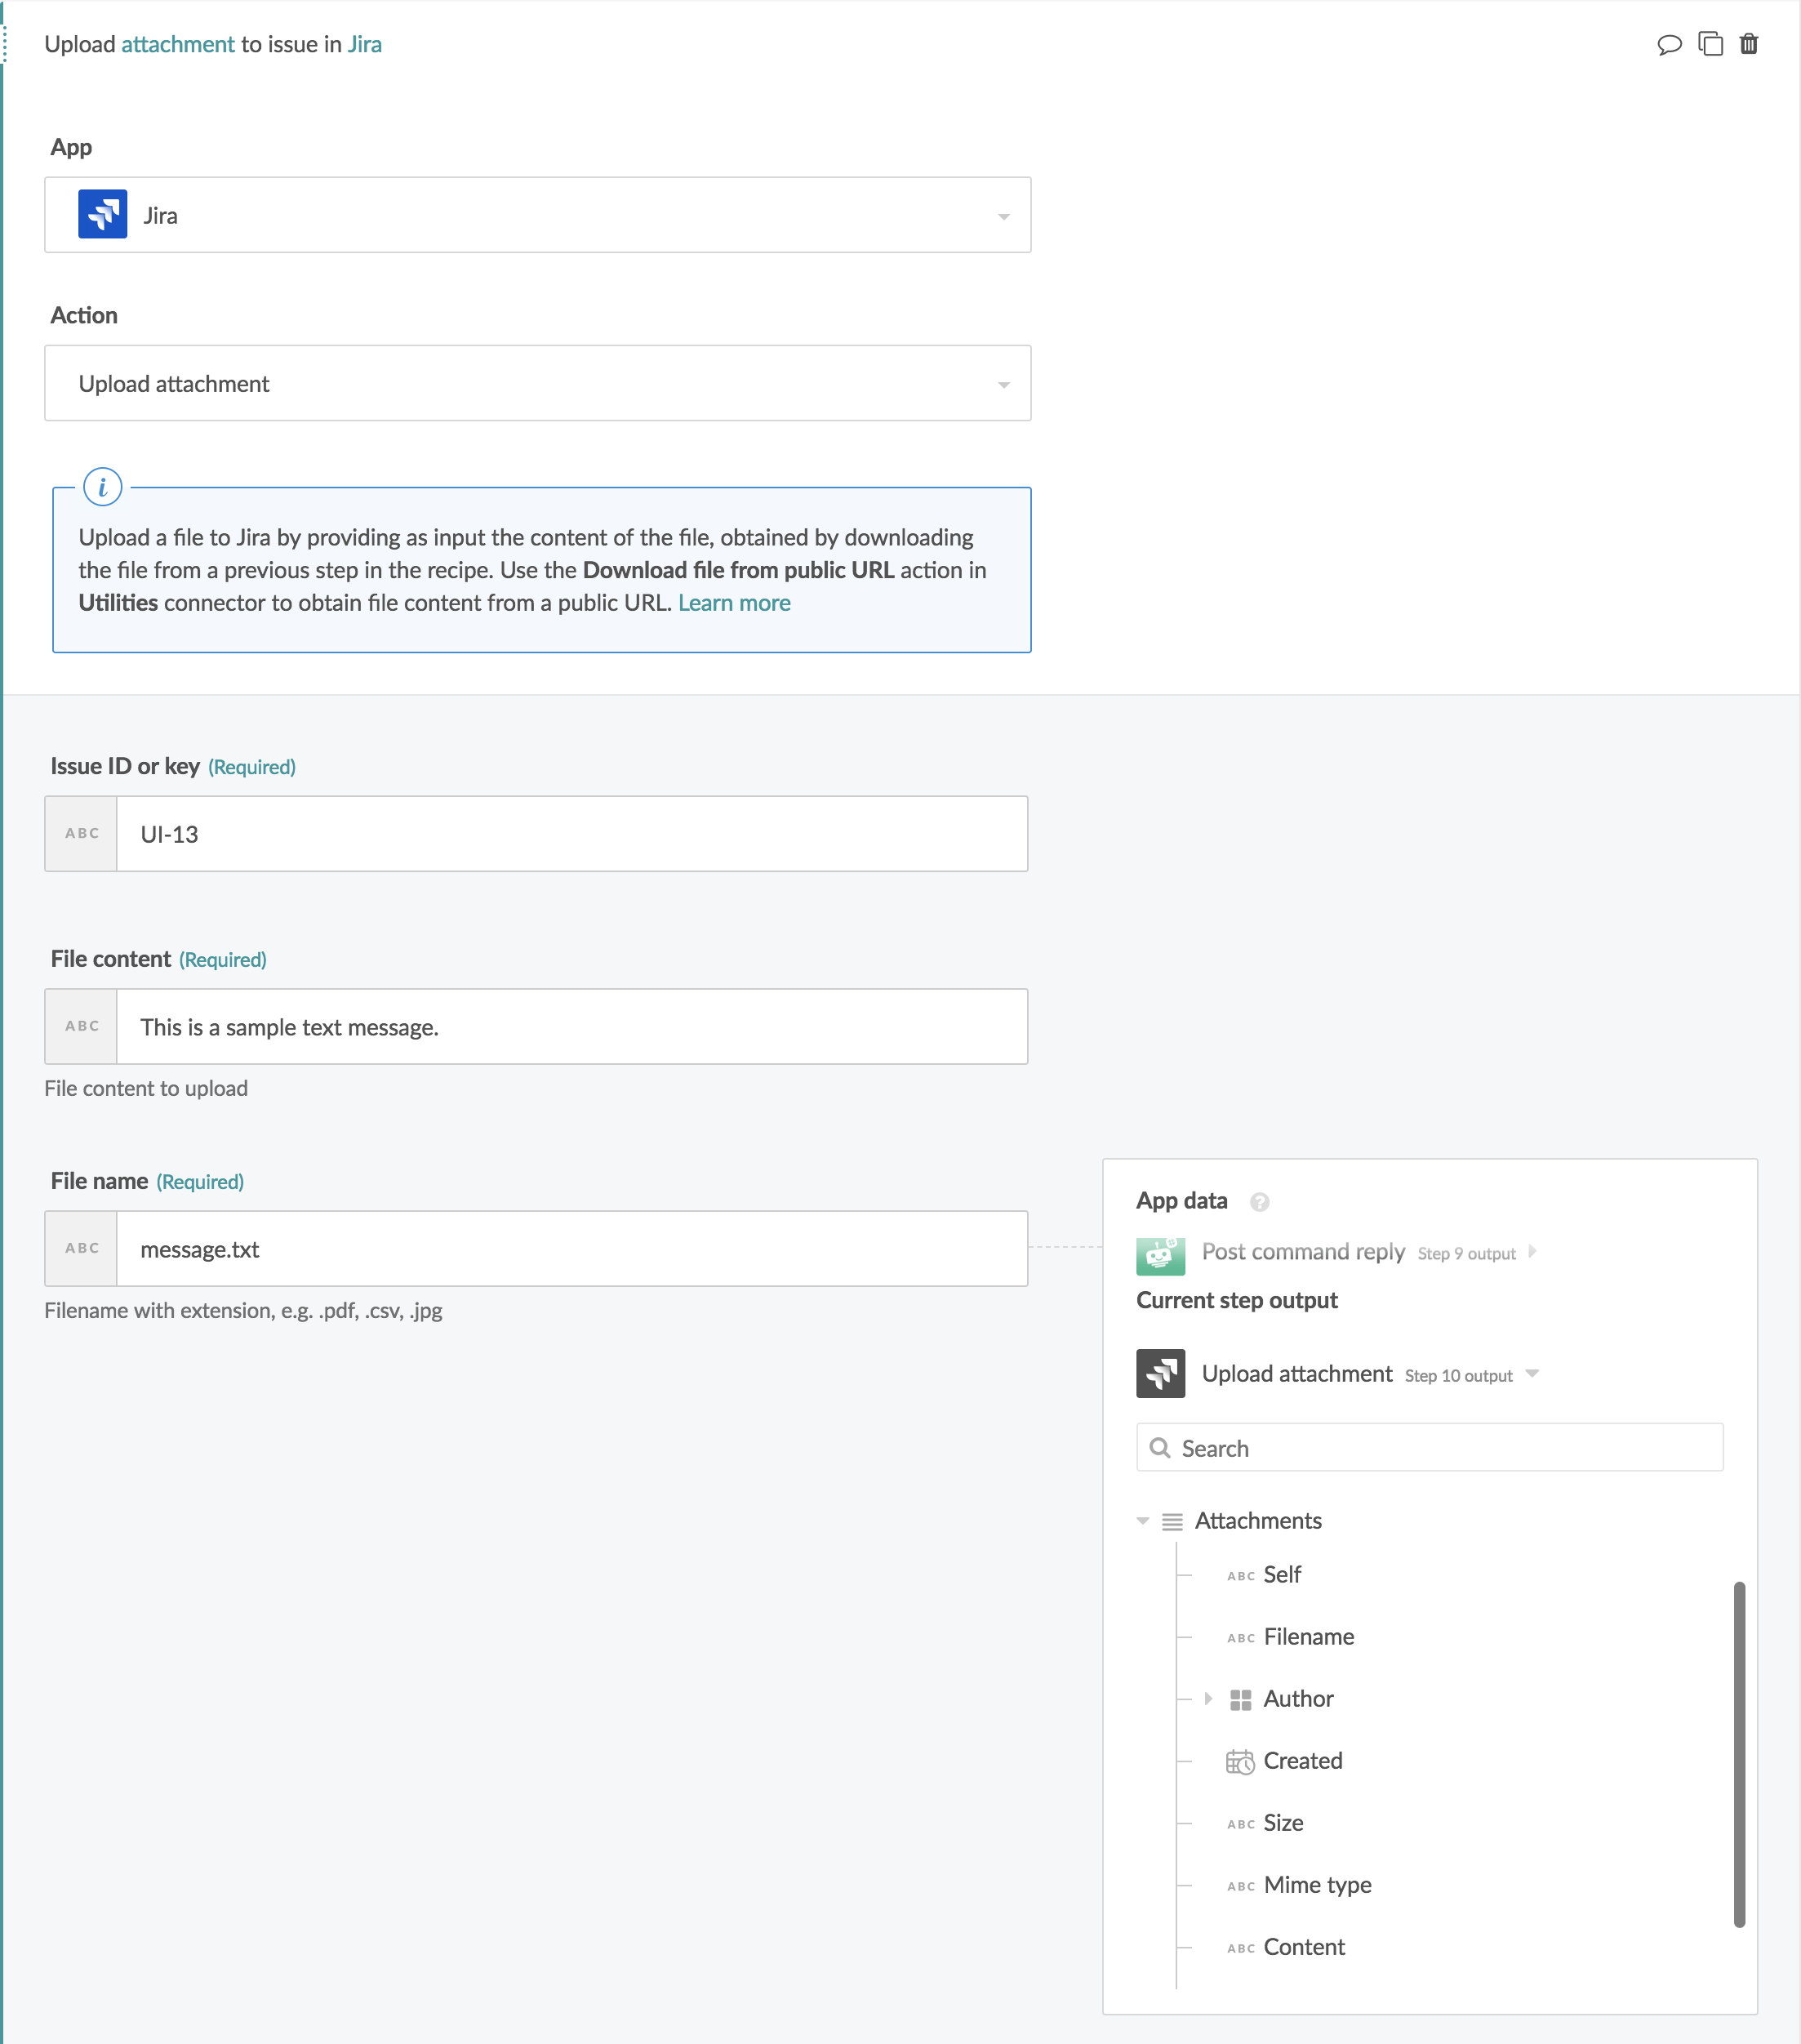 Upload attachment to issue in Jira
App
Jira
Action
Upload attachment
i
Upload a file to Jira by providing as input the content of the file, obtained by downloading
the file from a previous step in the recipe. Use the Download file from public URL action in
Utilities connector to obtain file content from a public URL. Learn more
Issue ID or key (Required)
ABC UI-13
File content (Required)
ABC This is a sample text message.
File content to upload
File name (Required)
ABC message.txt
Filename with extension, e.g. .pdf, .csv, .jpg
App data ?
Post command reply Step 9 output
Current step output
Upload attachment Step 10 output
Search
Attachments
ABC Self
ABC Filename
Author
Created
ABC Size
ABC Mime type
ABC Content